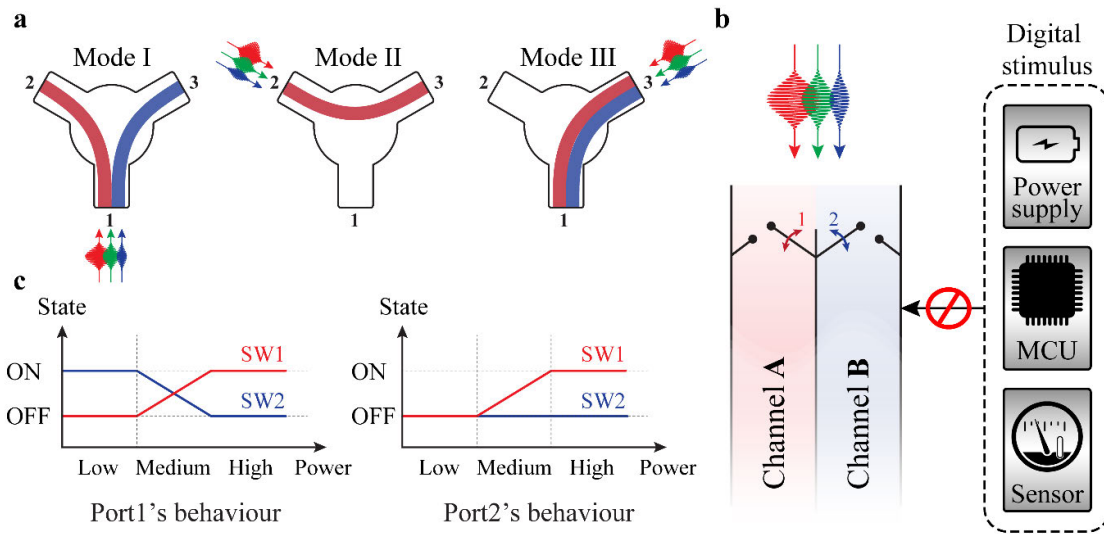 a
Mode I
Mode II
Mode III
2
3
1
2
3
1
3
1
b
Digital
stimulus
Power
supply
MCU
Sensor
1
2
Channel A
Channel B
c
State
ON
OFF
SW1
SW2
Low
Medium
High
Power
Port1's behaviour
State
ON
OFF
SW1
SW2
Low
Medium
High
Power
Port2's behaviour